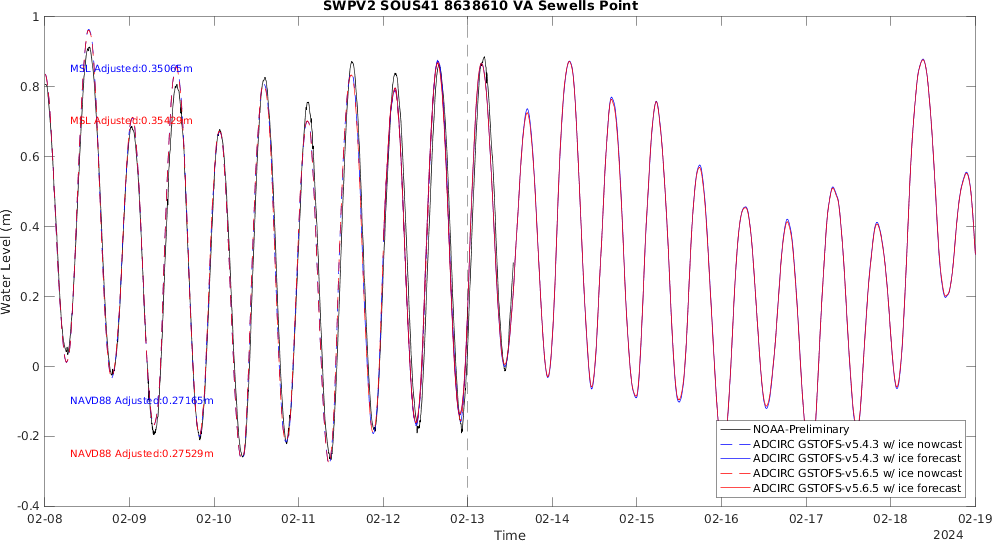 SWPV2 SOUS41 8638610 VA Sewells Point
1
0.8
0.6
0.4
0.2
0
-0.2
-0.4
Water Level (m)
MSL Adjusted:0.35065m
MSL Adjusted:0.35429m
NAVD88 Adjusted:0.27165m
NAVD88 Adjusted:0.27529m
NOAA-Preliminary
ADCIRC GSTOFS-v5.4.3 w/ ice nowcast
ADCIRC GSTOFS-v5.4.3 w/ ice forecast
ADCIRC GSTOFS-v5.6.5 w/ ice nowcast
ADCIRC GSTOFS-v5.6.5 w/ ice forecast
02-08 02-09 02-10 02-11 02-12 02-13 02-14 02-15 02-16 02-17 02-18 02-19
Time
2024